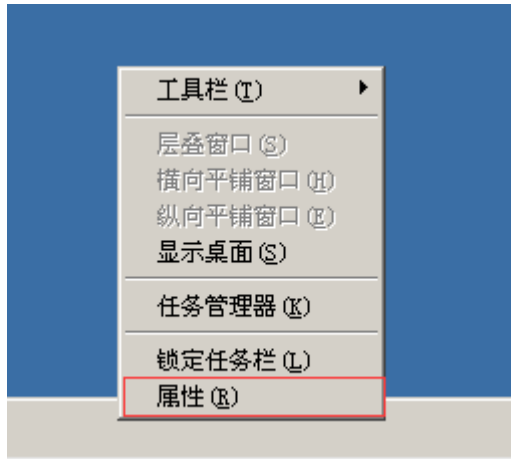 工具栏(T)
层叠窗口(S)
横向平铺窗口(H)
纵向平铺窗口(E)
显示桌面(S)
任务管理器(K)
锁定任务栏(L)
属性(R)